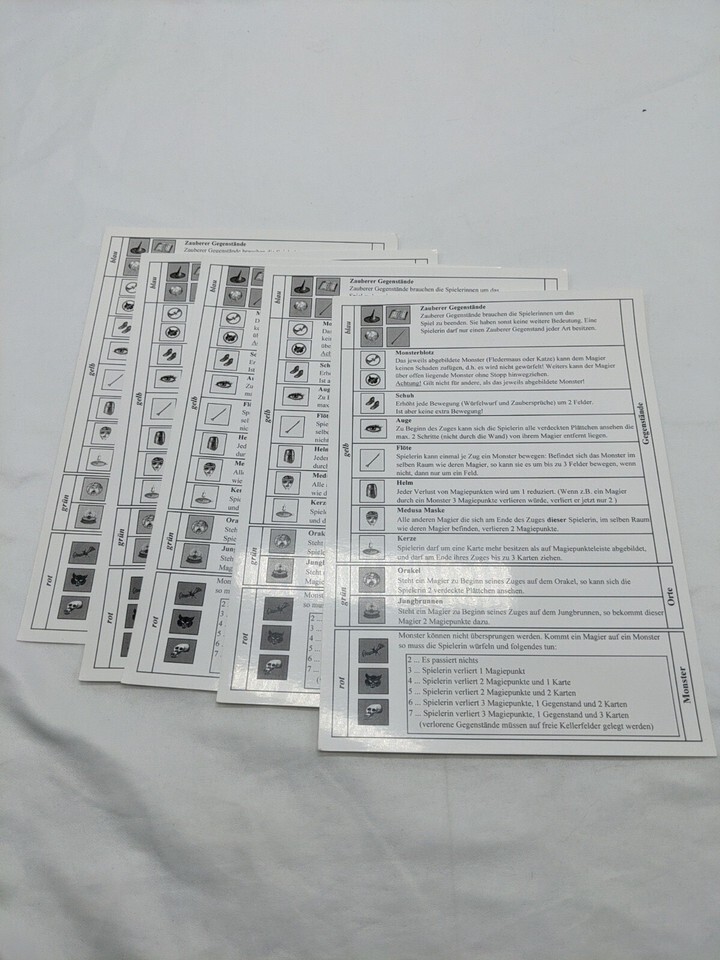 blau
Zauberer Gegenstände
Zauberer Gegenstände brauchen die Spielerinnen um das
gelb
grün
rot
blau
Zauberer Gegenstände
Zauberer Gegenstände brauchen die Spielerinnen um das
Spiel zu beenden. Sie haben sonst keine weitere Bedeutung. Eine
Spielerin darf nur einen Zauberer Gegenstand jeder Art besitzen.
gelb
Gegenstände
Monsterblotz
Das jeweils abgebildete Monster (Fledermaus oder Katze) kann dem Magier
keinen Schaden zufügen, d.h. es wird nicht gewürfelt! Weiters kann der Magier
über offen liegende Monster ohne Stopp hinwegziehen.
Achtung! Gilt nicht für andere, als das jeweils abgebildete Monster!
Schuh
Erhöht jede Bewegung (Würfelwurf und Zaubersprüche) um 2 Felder.
Ist aber keine extra Bewegung!
Auge
Zu Beginn des Zuges kann sich die Spielerin alle verdeckten Plättchen ansehen die
max. 2 Schritte (nicht durch die Wand) von ihrem Magier entfernt liegen.
Flöte
Spielerin kann einmal je Zug ein Monster bewegen: Befindet sich das Monster im
selben Raum wie deren Magier, so kann sie es um bis zu 3 Felder bewegen, wenn
nicht, dann nur um ein Feld.
Helm
Jeder Verlust von Magiepunkten wird um 1 reduziert. (Wenn z.B. ein Magier
durch ein Monster 3 Magiepunkte verlieren würde, verliert er jetzt nur 2 )
Medusa Maske
Alle anderen Magier die sich am Ende des Zuges dieser Spielerin, im selben Raum
wie deren Magier befinden, verlieren 2 Magiepunkte.
Kerze
Spielerin darf um eine Karte mehr besitzen als auf Magiepunkteleiste abgebildet,
und darf am Ende ihres Zuges bis zu 3 Karten ziehen.
grün
Orte
Orakel
Steht ein Magier zu Beginn seines Zuges auf dem Orakel, so kann sich die
Spielerin 2 verdeckte Plättchen ansehen.
Jungbrunnen
Steht ein Magier zu Beginn seines Zuges auf dem Jungbrunnen, so bekommt dieser
Magier 2 Magiepunkte dazu.
rot
Monster
Monster können nicht übersprungen werden. Kommt ein Magier auf ein Monster
so muss die Spielerin würfeln und folgendes tun:
2 ... Es passiert nichts
3 ... Spielerin verliert 1 Magiepunkt
4 ... Spielerin verliert 2 Magiepunkte und 1 Karte
5 ... Spielerin verliert 2 Magiepunkte und 2 Karten
6 ... Spielerin verliert 3 Magiepunkte, 1 Gegenstand und 2 Karten
7 ... Spielerin verliert 3 Magiepunkte, 1 Gegenstand und 3 Karten
(verlorene Gegenstände müssen auf freie Kellerfelder gelegt werden)